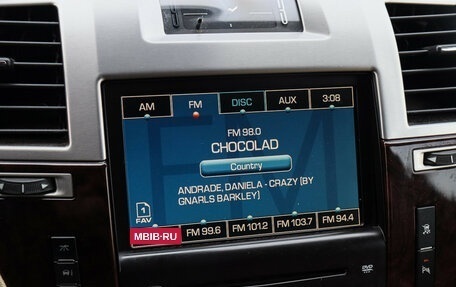 AM FM DISC AUX 3:08
FM 98.0
CHOCOLAD
Country
ANDRADE, DANIELA - CRAZY (BY
GNARLS BARKLEY)
1
FAV
MBIB-RU FM 99.6 FM 101.2 FM 103.7 FM 94.4
DVD